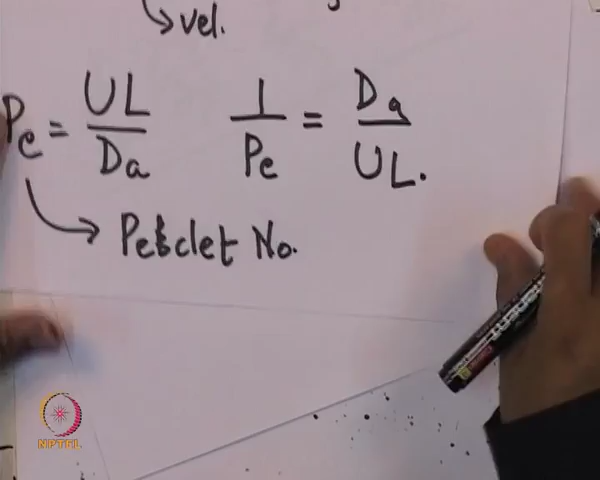 ↳ vel.
Pe = UL / Da    1 / Pe = Da / UL.
→ Peclet No.
NPTEL